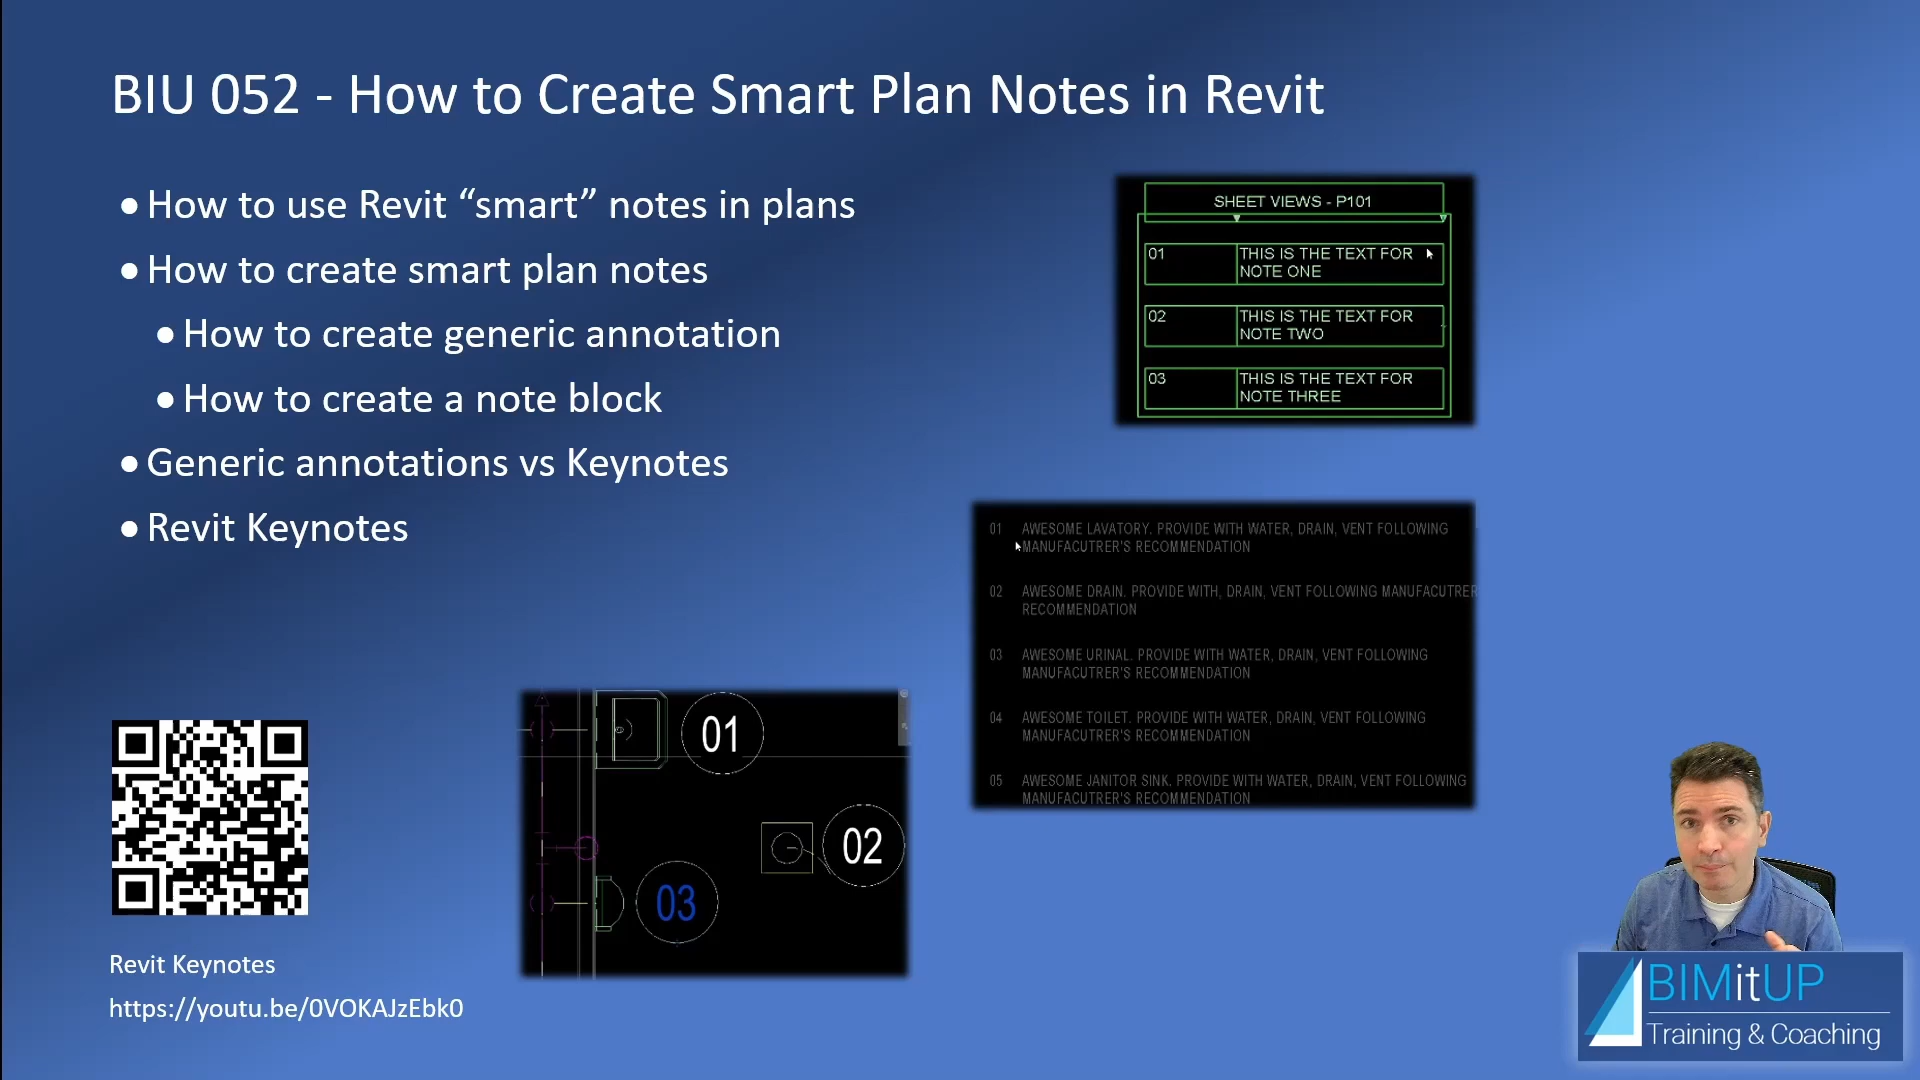 BIU 052 - How to Create Smart Plan Notes in Revit
● How to use Revit “smart” notes in plans
● How to create smart plan notes
● How to create generic annotation
● How to create a note block
● Generic annotations vs Keynotes
● Revit Keynotes
SHEET VIEWS - P101
01 THIS IS THE TEXT FOR
NOTE ONE
02 THIS IS THE TEXT FOR
NOTE TWO
03 THIS IS THE TEXT FOR
NOTE THREE
01 AWESOME LAVATORY. PROVIDE WITH WATER, DRAIN, VENT FOLLOWING
MANUFACUTRER'S RECOMMENDATION
02 AWESOME DRAIN. PROVIDE WITH, DRAIN, VENT FOLLOWING MANUFACUTRER
RECOMMENDATION
03 AWESOME URINAL. PROVIDE WITH WATER, DRAIN, VENT FOLLOWING
MANUFACUTRER'S RECOMMENDATION
04 AWESOME TOILET. PROVIDE WITH WATER, DRAIN, VENT FOLLOWING
MANUFACUTRER'S RECOMMENDATION
05 AWESOME JANITOR SINK. PROVIDE WITH WATER, DRAIN, VENT FOLLOWING
MANUFACUTRER'S RECOMMENDATION
01
02
03
Revit Keynotes
https://youtu.be/0VOKAJzEbk0
BIMitUP
Training & Coaching